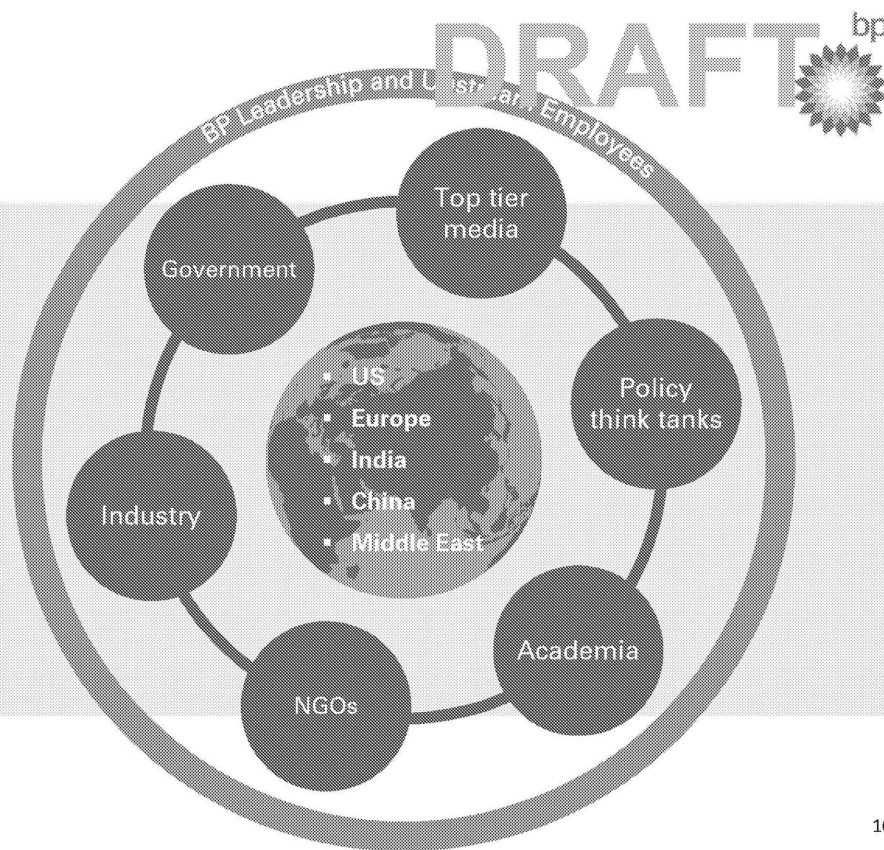 DRAFT
bp
BP Leadership and Upstream Employees
Top tier
media
Government
Policy
think tanks
▪ US
▪ Europe
▪ India
▪ China
▪ Middle East
Industry
Academia
NGOs